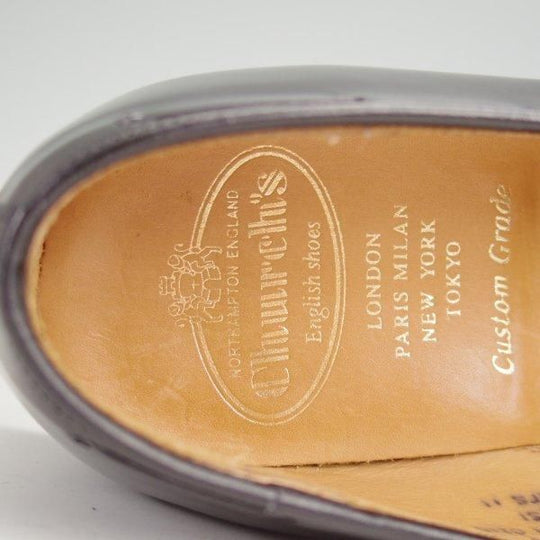 NORTHAMPTON ENGLAND
Church's
English shoes
LONDON
PARIS MILAN
NEW YORK
TOKYO
Custom Grade